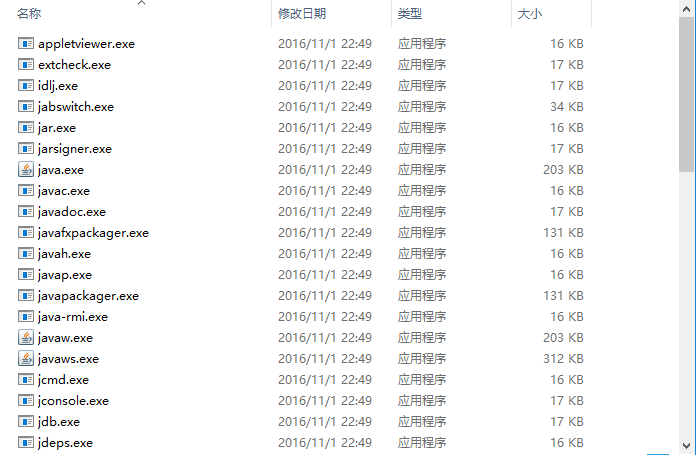 名称 修改日期 类型 大小
appletviewer.exe 2016/11/1 22:49 应用程序 16 KB
extcheck.exe 2016/11/1 22:49 应用程序 17 KB
idlj.exe 2016/11/1 22:49 应用程序 17 KB
jabswitch.exe 2016/11/1 22:49 应用程序 34 KB
jar.exe 2016/11/1 22:49 应用程序 16 KB
jarsigner.exe 2016/11/1 22:49 应用程序 17 KB
java.exe 2016/11/1 22:49 应用程序 203 KB
javac.exe 2016/11/1 22:49 应用程序 16 KB
javadoc.exe 2016/11/1 22:49 应用程序 17 KB
javafxpackager.exe 2016/11/1 22:49 应用程序 131 KB
javah.exe 2016/11/1 22:49 应用程序 16 KB
javap.exe 2016/11/1 22:49 应用程序 16 KB
javapackager.exe 2016/11/1 22:49 应用程序 131 KB
java-rmi.exe 2016/11/1 22:49 应用程序 16 KB
javaw.exe 2016/11/1 22:49 应用程序 203 KB
javaws.exe 2016/11/1 22:49 应用程序 312 KB
jcmd.exe 2016/11/1 22:49 应用程序 16 KB
jconsole.exe 2016/11/1 22:49 应用程序 17 KB
jdb.exe 2016/11/1 22:49 应用程序 17 KB
jdeps.exe 2016/11/1 22:49 应用程序 16 KB